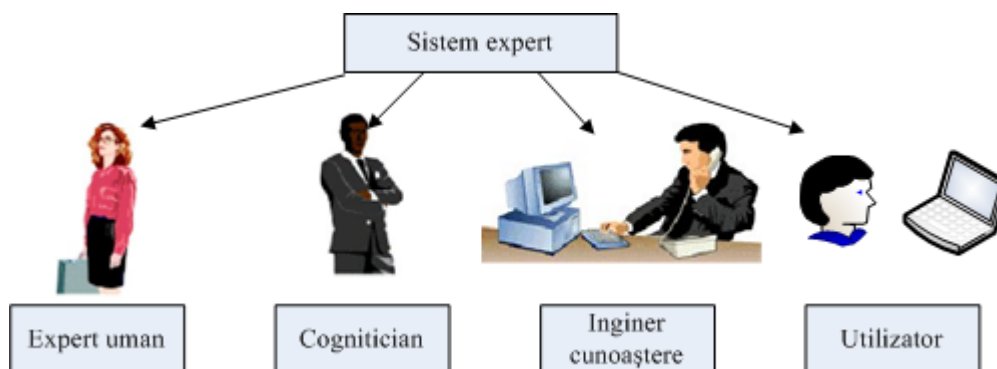 Sistem expert
Expert uman
Cognitician
Inginer
cunoaştere
Utilizator